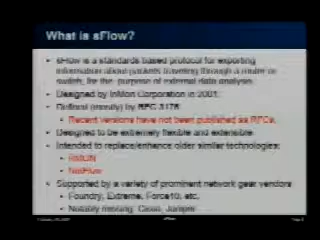 What is sFlow?
sFlow is a standards based protocol for exporting
information about packets traveling through a router or
switch, for the purpose of external data analysis.
Designed by InMon Corporation in 2001.
Defined (mostly) by RFC 3176
Recent versions have not been published as RFCs.
Designed to be extremely flexible and extensible
Intended to replace/enhance older similar technologies:
RMON
NetFlow
Supported by a variety of prominent network gear vendors
Foundry, Extreme, Force10, etc.
Notably missing: Cisco, Juniper